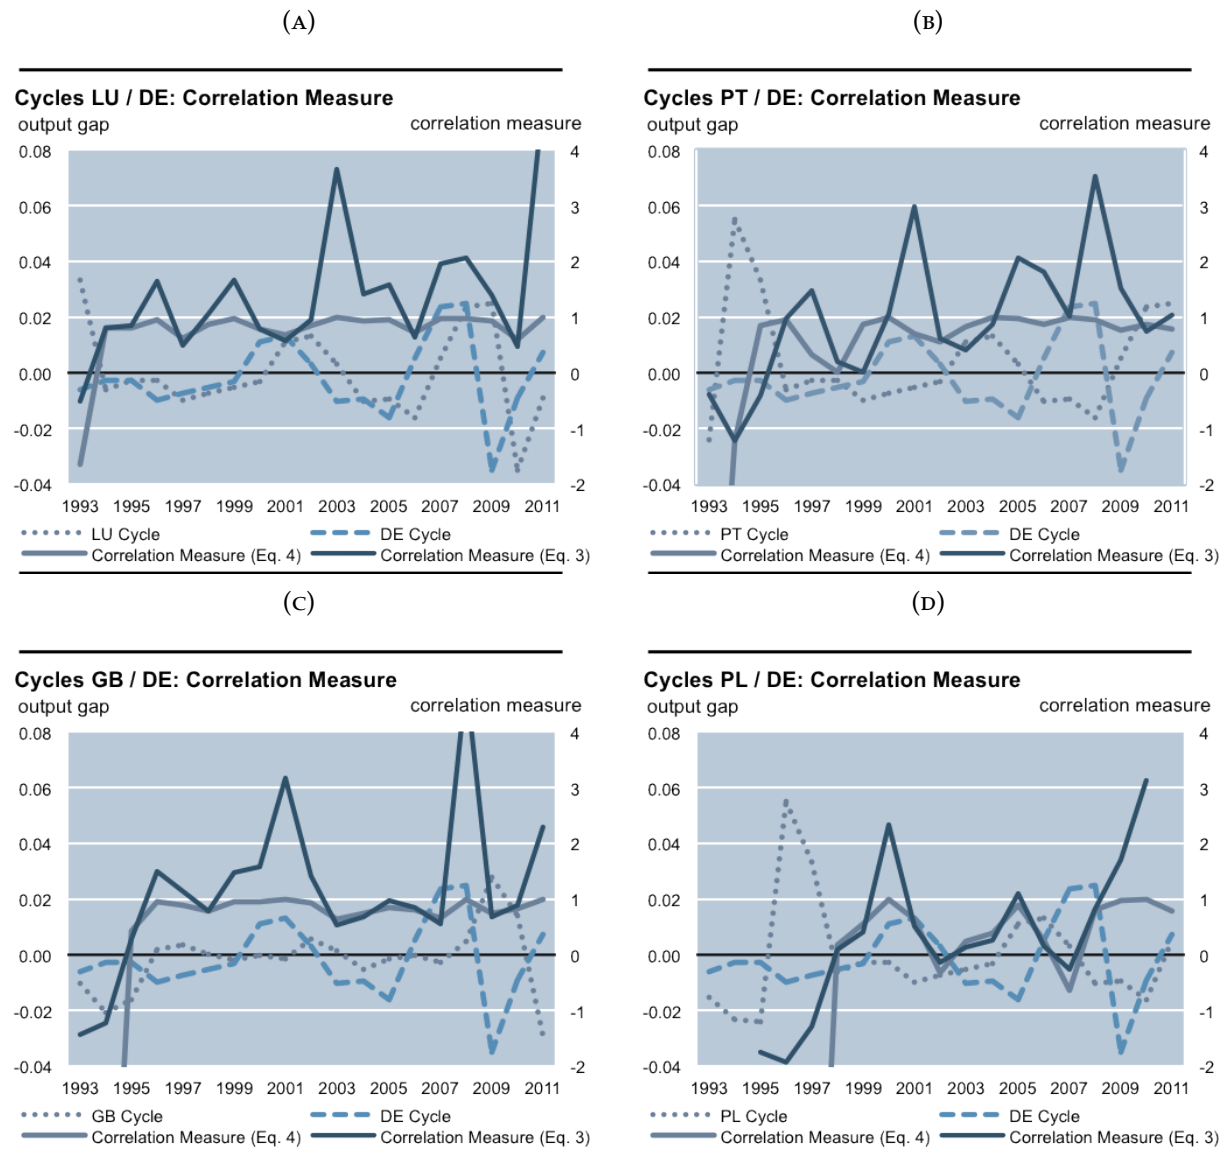 (A)
Cycles LU / DE: Correlation Measure
output gap correlation measure
0.08 4
0.06 3
0.04 2
0.02 1
0.00 0
-0.02 -1
-0.04 -2
1993 1995 1997 1999 2001 2003 2005 2007 2009 2011
LU Cycle DE Cycle
Correlation Measure (Eq. 4) Correlation Measure (Eq. 3)
(B)
Cycles PT / DE: Correlation Measure
output gap correlation measure
0.08 4
0.06 3
0.04 2
0.02 1
0.00 0
-0.02 -1
-0.04 -2
1993 1995 1997 1999 2001 2003 2005 2007 2009 2011
PT Cycle DE Cycle
Correlation Measure (Eq. 4) Correlation Measure (Eq. 3)
(C)
Cycles GB / DE: Correlation Measure
output gap correlation measure
0.08 4
0.06 3
0.04 2
0.02 1
0.00 0
-0.02 -1
-0.04 -2
1993 1995 1997 1999 2001 2003 2005 2007 2009 2011
GB Cycle DE Cycle
Correlation Measure (Eq. 4) Correlation Measure (Eq. 3)
(D)
Cycles PL / DE: Correlation Measure
output gap correlation measure
0.08 4
0.06 3
0.04 2
0.02 1
0.00 0
-0.02 -1
-0.04 -2
1993 1995 1997 1999 2001 2003 2005 2007 2009 2011
PL Cycle DE Cycle
Correlation Measure (Eq. 4) Correlation Measure (Eq. 3)